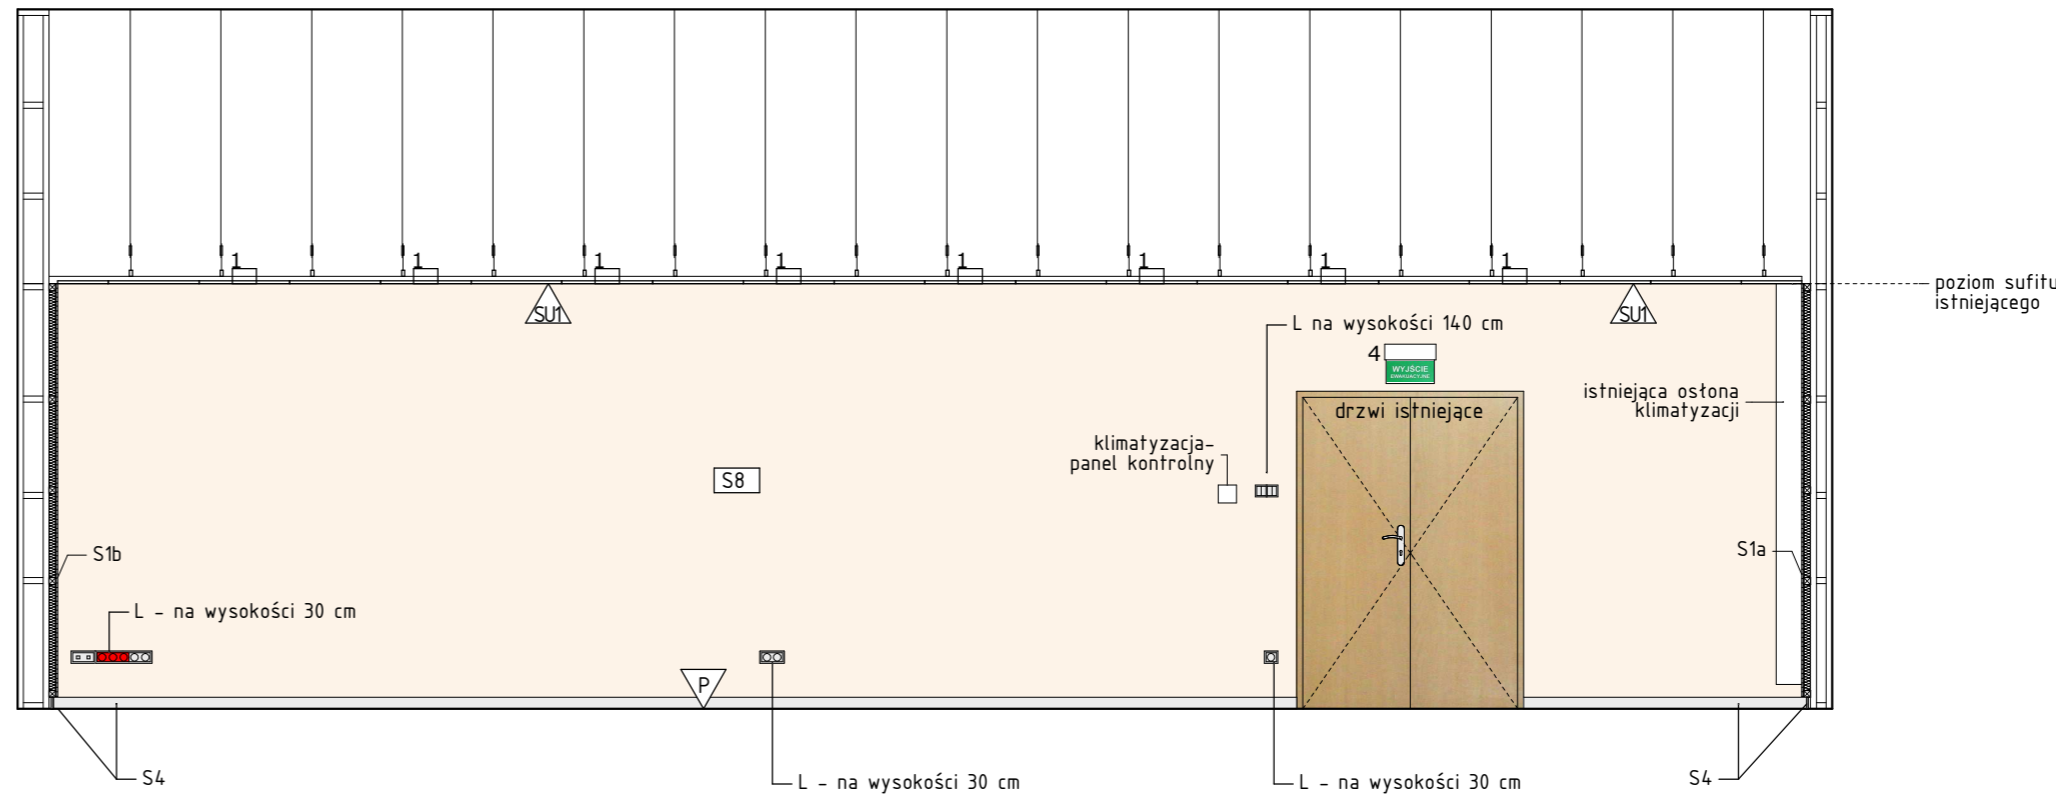 1 1 1 1 1 1 1 1
poziom sufitu
istniejącego
SU1 SU1
L na wysokości 140 cm
4
WYJŚCIE
EWAKUACYJNE
istniejąca osłona
klimatyzacji
drzwi istniejące
klimatyzacja-
panel kontrolny
S8
S1b
S1a
L - na wysokości 30 cm
P
S4
L - na wysokości 30 cm
L - na wysokości 30 cm
S4